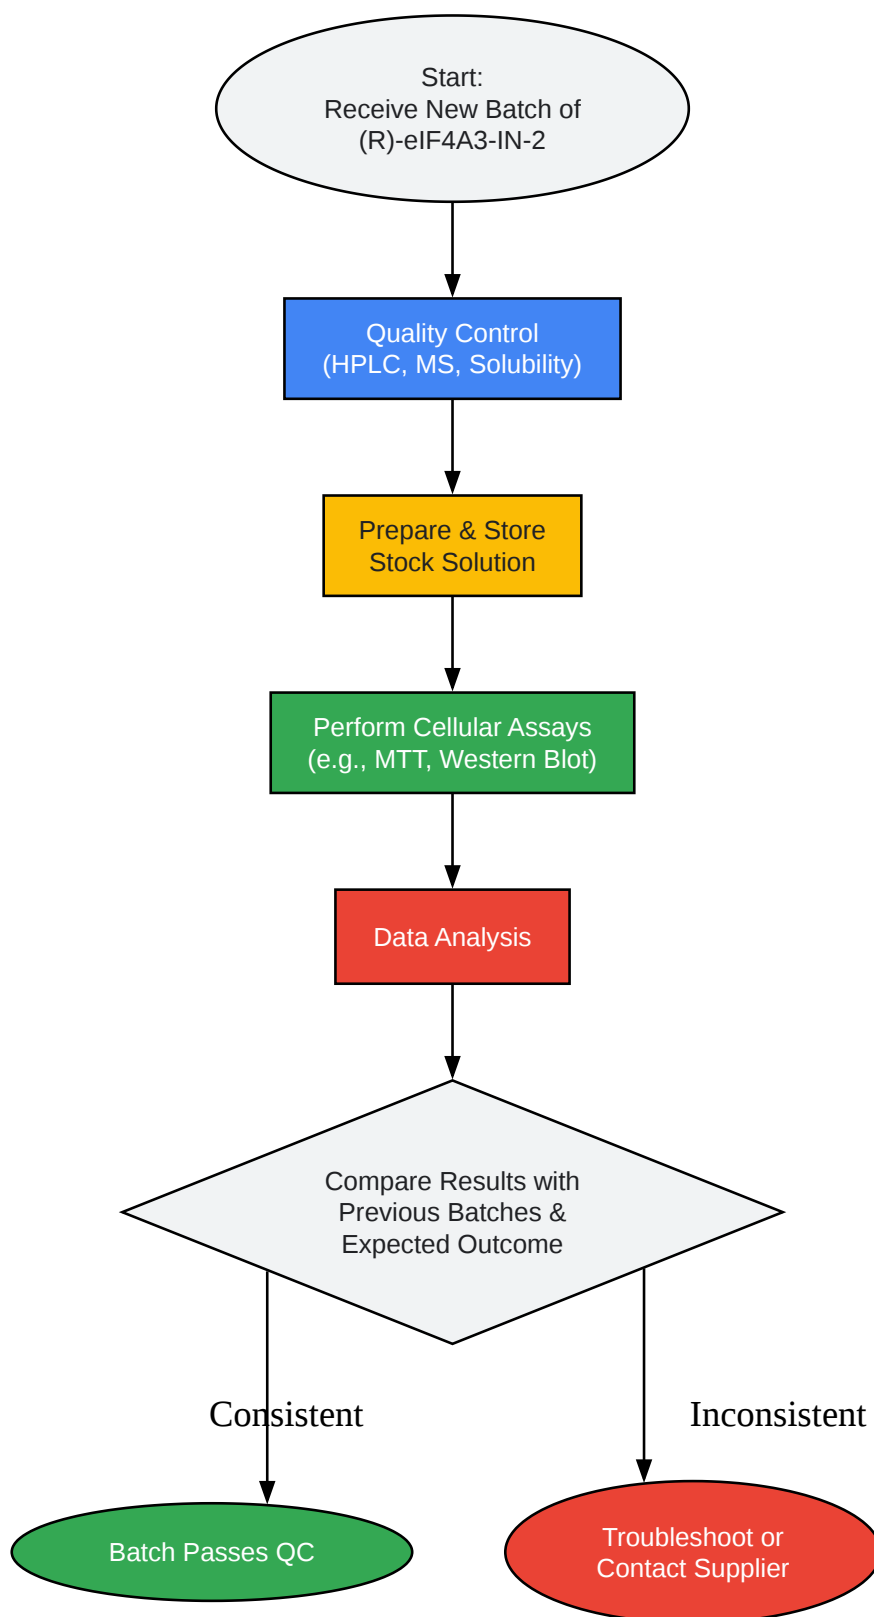 Start:
Receive New Batch of
(R)-eIF4A3-IN-2
Quality Control
(HPLC, MS, Solubility)
Prepare & Store
Stock Solution
Perform Cellular Assays
(e.g., MTT, Western Blot)
Data Analysis
Compare Results with
Previous Batches &
Expected Outcome
Consistent
Inconsistent
Batch Passes QC
Troubleshoot or
Contact Supplier